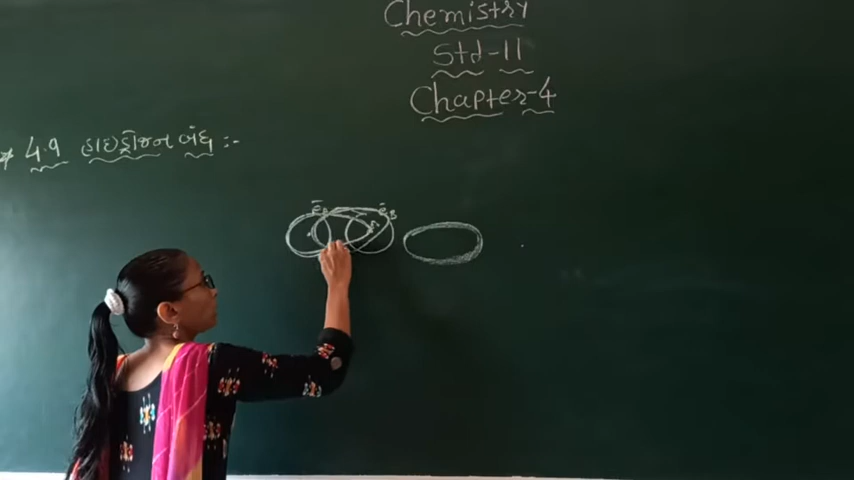 Chemistry
Std-11
Chapter-4
* 4.9 હાઇડ્રોજન બંધ :-
ē A ē B